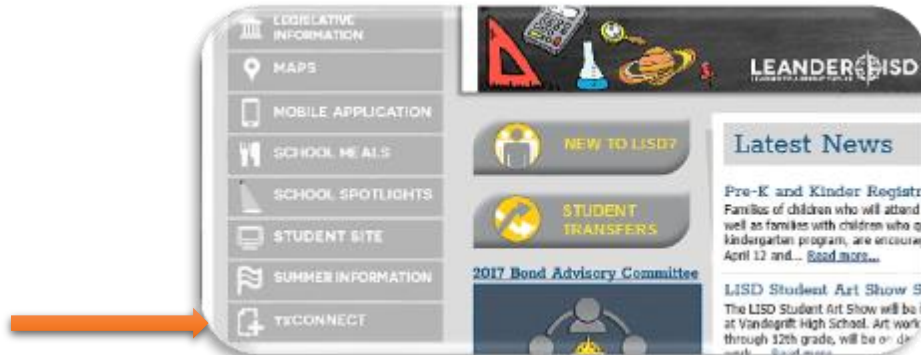 LEGISLATIVE
INFORMATION
MAPS
MOBILE APPLICATION
SCHOOL MEALS
SCHOOL SPOTLIGHTS
STUDENT SITE
SUMMER INFORMATION
TXCONNECT
LEANDER ISD
NEW TO LISD?
STUDENT
TRANSFERS
2017 Bond Advisory Committee
Latest News
Pre-K and Kinder Registr
Families of children who will attend
well as families with children who q
kindergarten program, are encourag
April 12 and... Read more...
LISD Student Art Show S
The LISD Student Art Show will be
at Vandegrift High School. Art work
through 12th grade, will be on
Read more